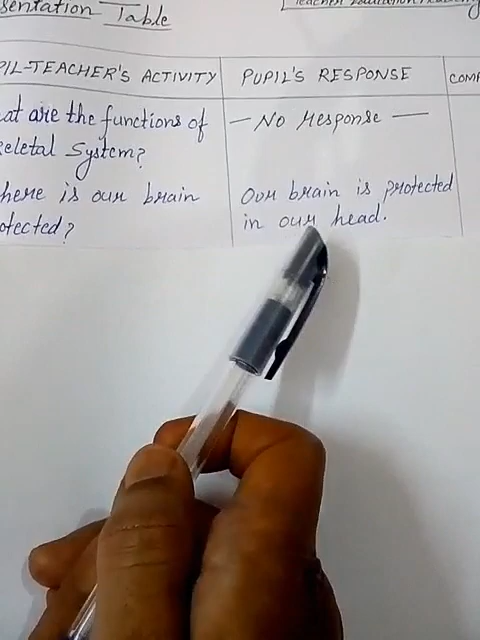 sentation Table
PIL-TEACHER'S ACTIVITY PUPIL'S RESPONSE COMP
at are the functions of — No response —
eletal System?
here is our brain Our brain is protected
otected? in our head.